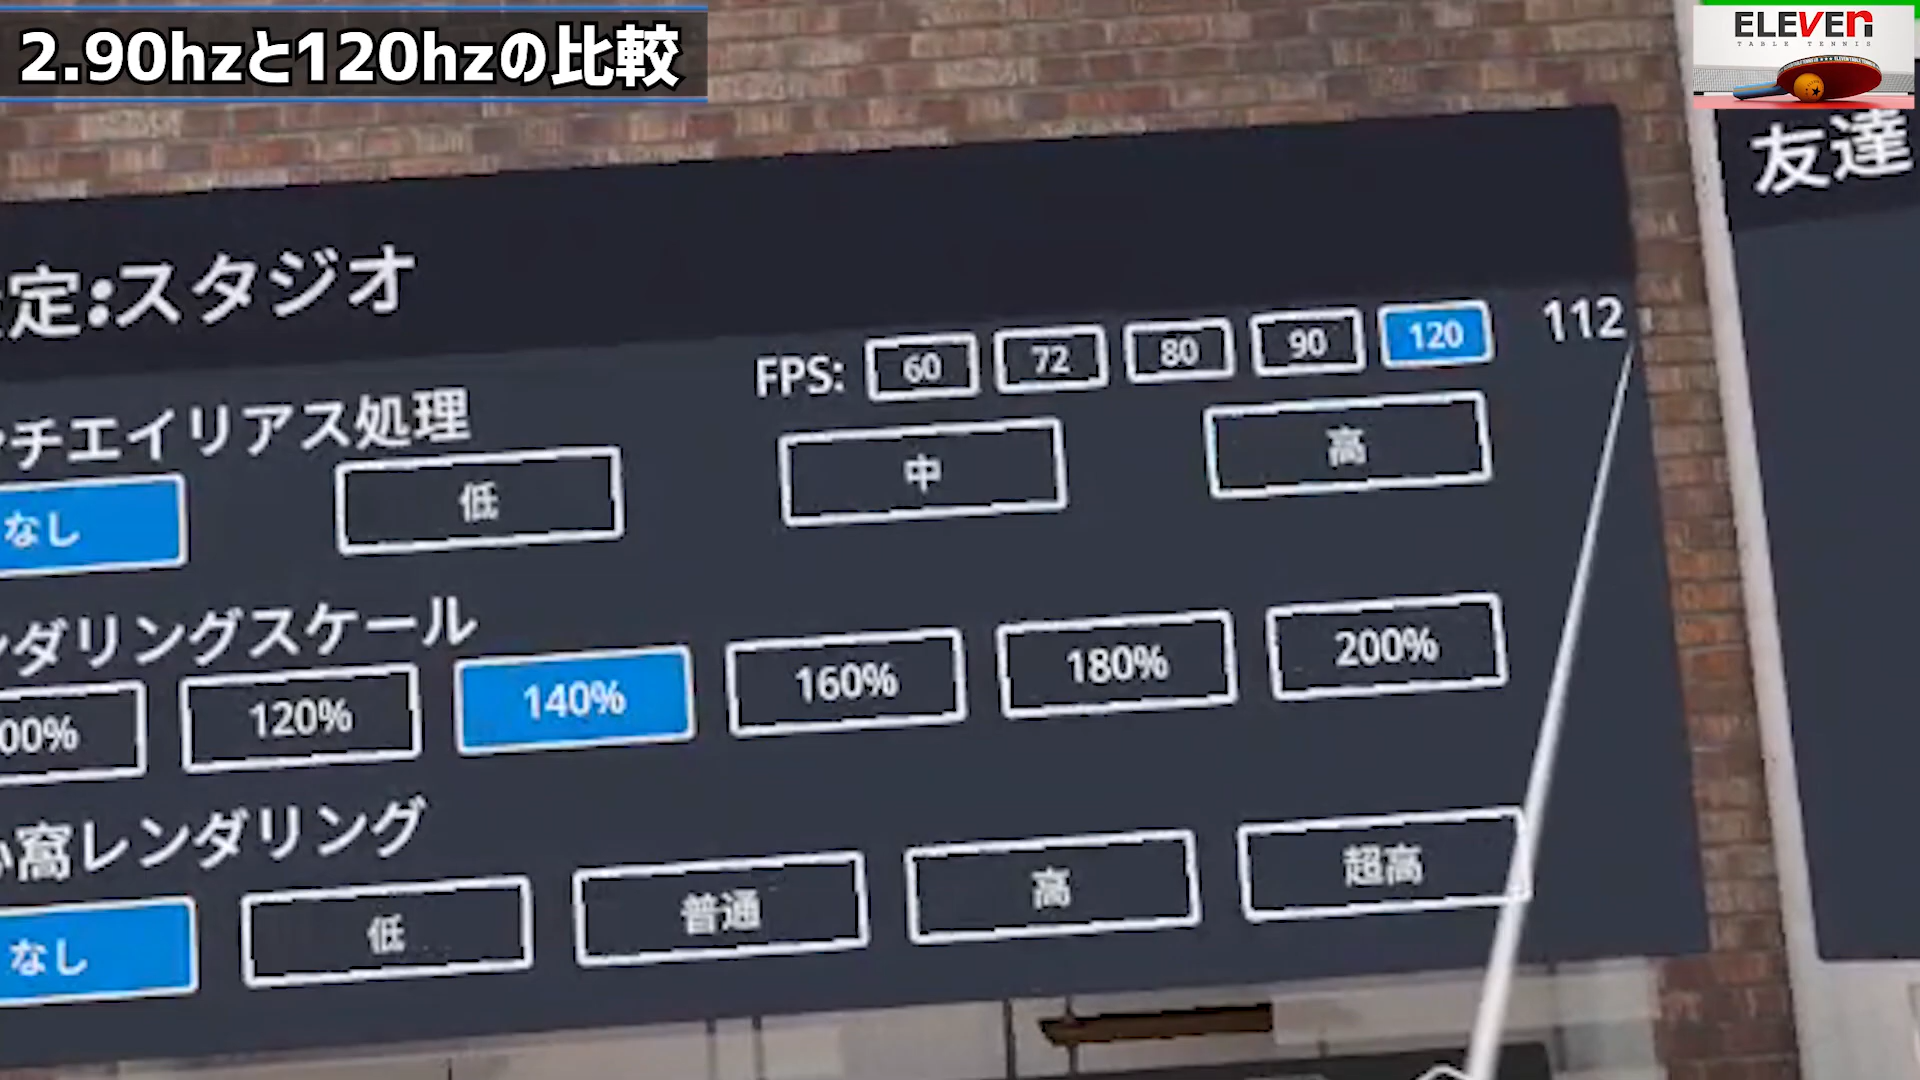 2.90hzと120hzの比較
ELEVEn
TABLE TENNIS
友達
定:スタジオ
FPS: 60 72 80 90 120 112
チエイリアス処理
なし 低 中 高
ダリングスケール
00% 120% 140% 160% 180% 200%
窩レンダリング
なし 低 普通 高 超高